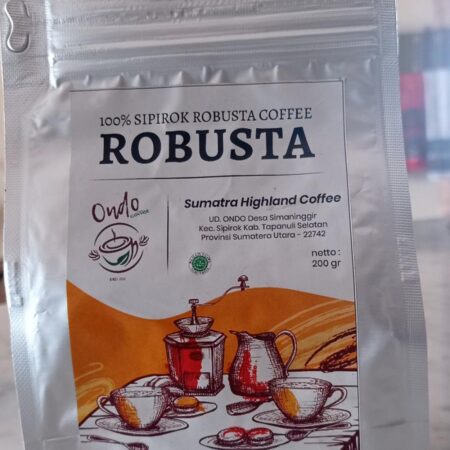 100% SIPIROK ROBUSTA COFFEE
ROBUSTA
Ondo
COFFEE
Sumatra Highland Coffee
UD. ONDO Desa Simaninggir
Kec. Sipirok Kab. Tapanuli Selatan
Provinsi Sumatera Utara - 22742
netto :
200 gr